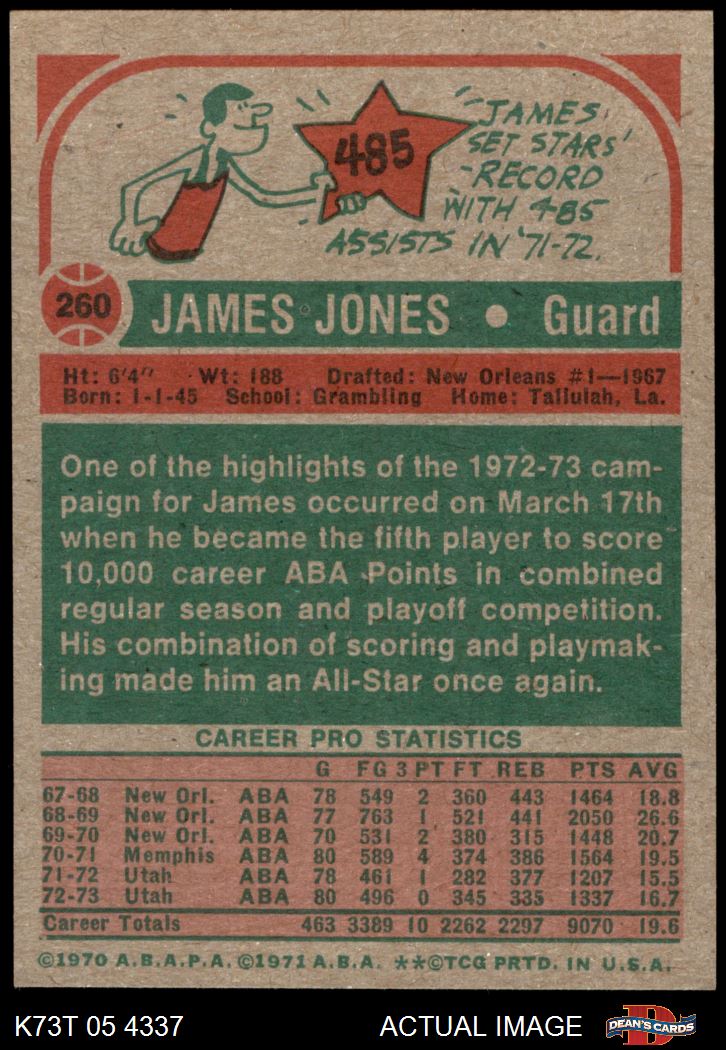 485
"JAMES
SET STARS'
RECORD
WITH 485
ASSISTS IN '71-72.
260
JAMES JONES • Guard
Ht: 6'4" Wt: 188 Drafted: New Orleans #1—1967
Born: 1-1-45 School: Grambling Home: Tallulah, La.
One of the highlights of the 1972-73 cam-
paign for James occurred on March 17th
when he became the fifth player to score
10,000 career ABA Points in combined
regular season and playoff competition.
His combination of scoring and playmak-
ing made him an All-Star once again.
CAREER PRO STATISTICS
G FG 3 PT FT REB PTS AVG
67-68 New Orl. ABA 78 549 2 360 443 1464 18.8
68-69 New Orl. ABA 77 763 1 521 441 2050 26.6
69-70 New Orl. ABA 70 531 2 380 315 1448 20.7
70-71 Memphis ABA 80 589 4 374 386 1564 19.5
71-72 Utah ABA 78 461 1 282 377 1207 15.5
72-73 Utah ABA 80 496 0 345 335 1337 16.7
Career Totals 463 3389 10 2262 2297 9070 19.6
©1970 A.B.A.P.A. ©1971 A.B.A. **©TCG PRTD. IN U.S.A.
K73T 05 4337 ACTUAL IMAGE DEAN'S CARDS